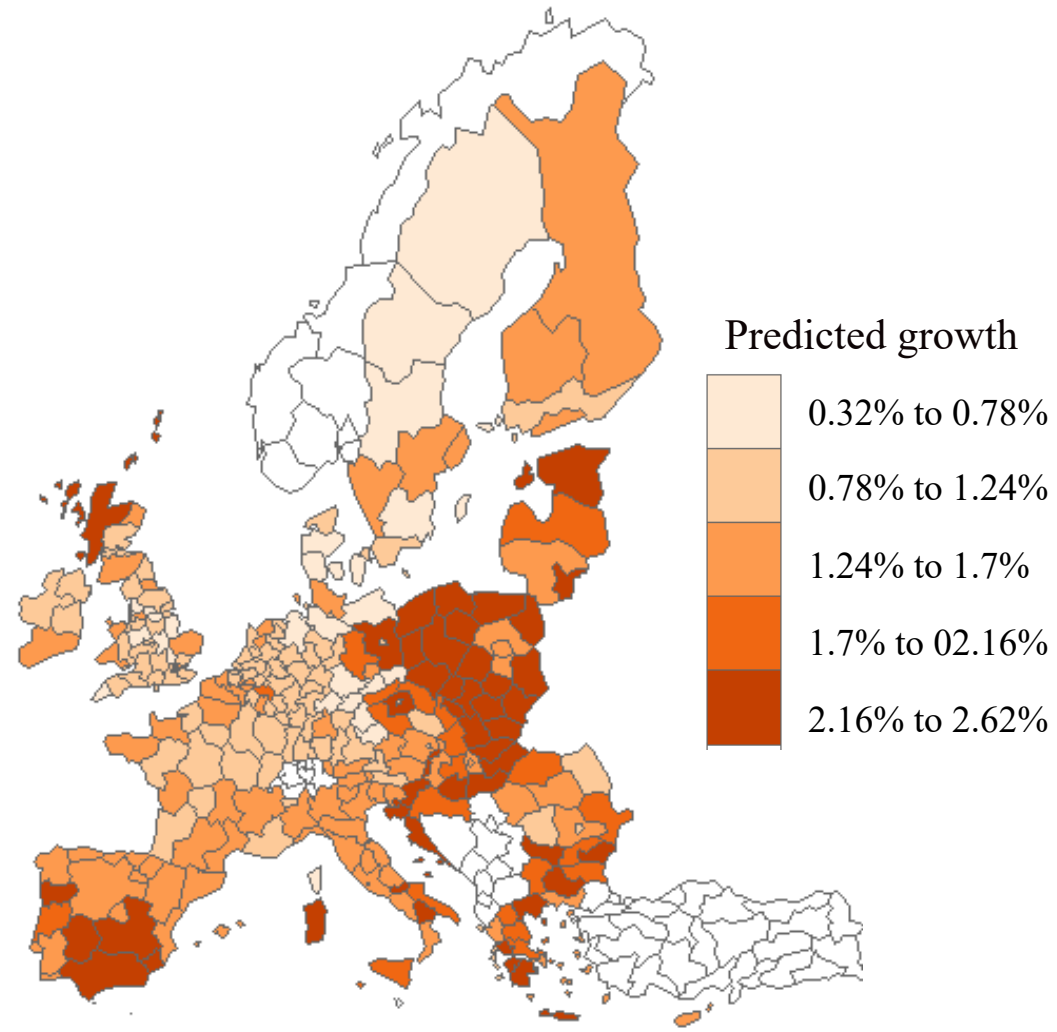 Predicted growth
0.32% to 0.78%
0.78% to 1.24%
1.24% to 1.7%
1.7% to 02.16%
2.16% to 2.62%